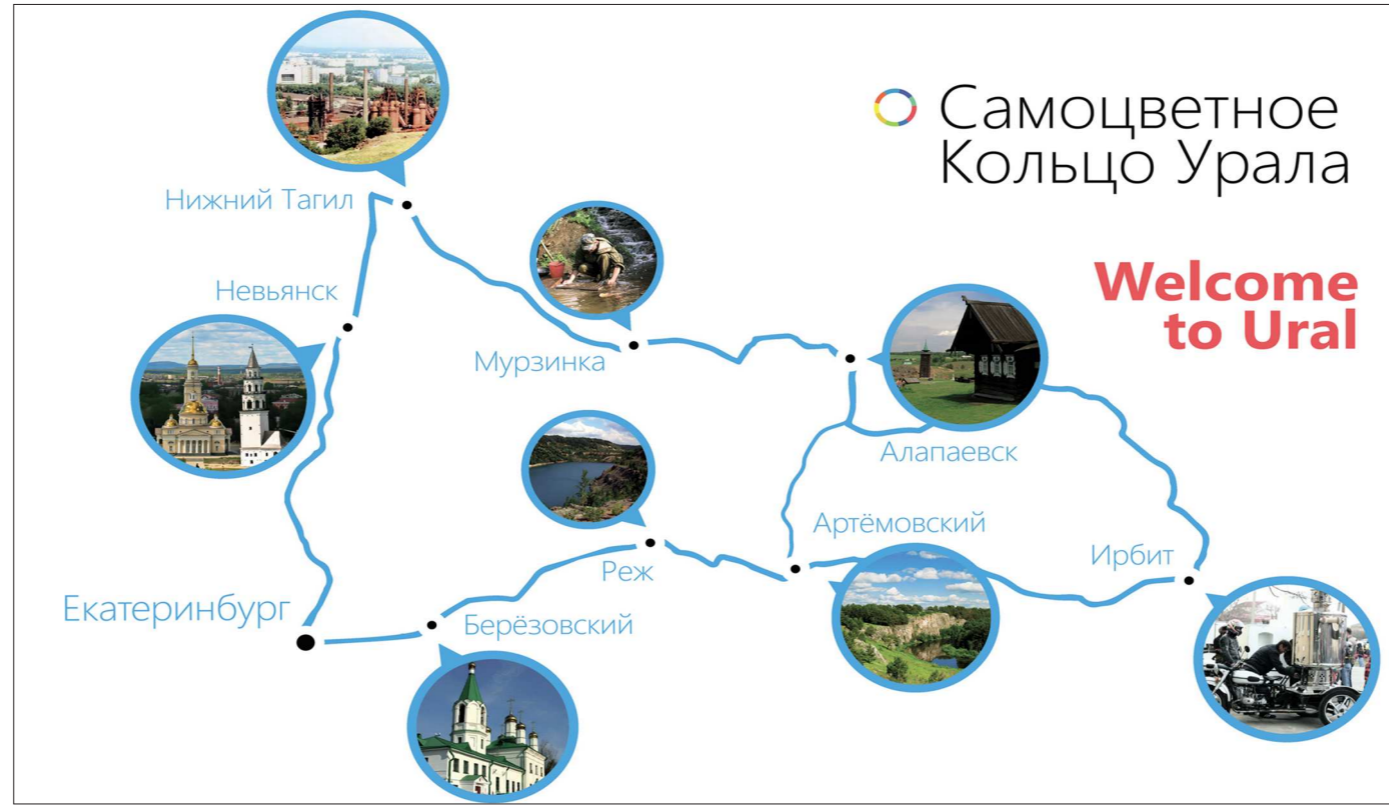 Самоцветное
Кольцо Урала
Welcome
to Ural
Нижний Тагил
Невьянск
Мурзинка
Алапаевск
Артёмовский
Ирбит
Реж
Екатеринбург
Берёзовский